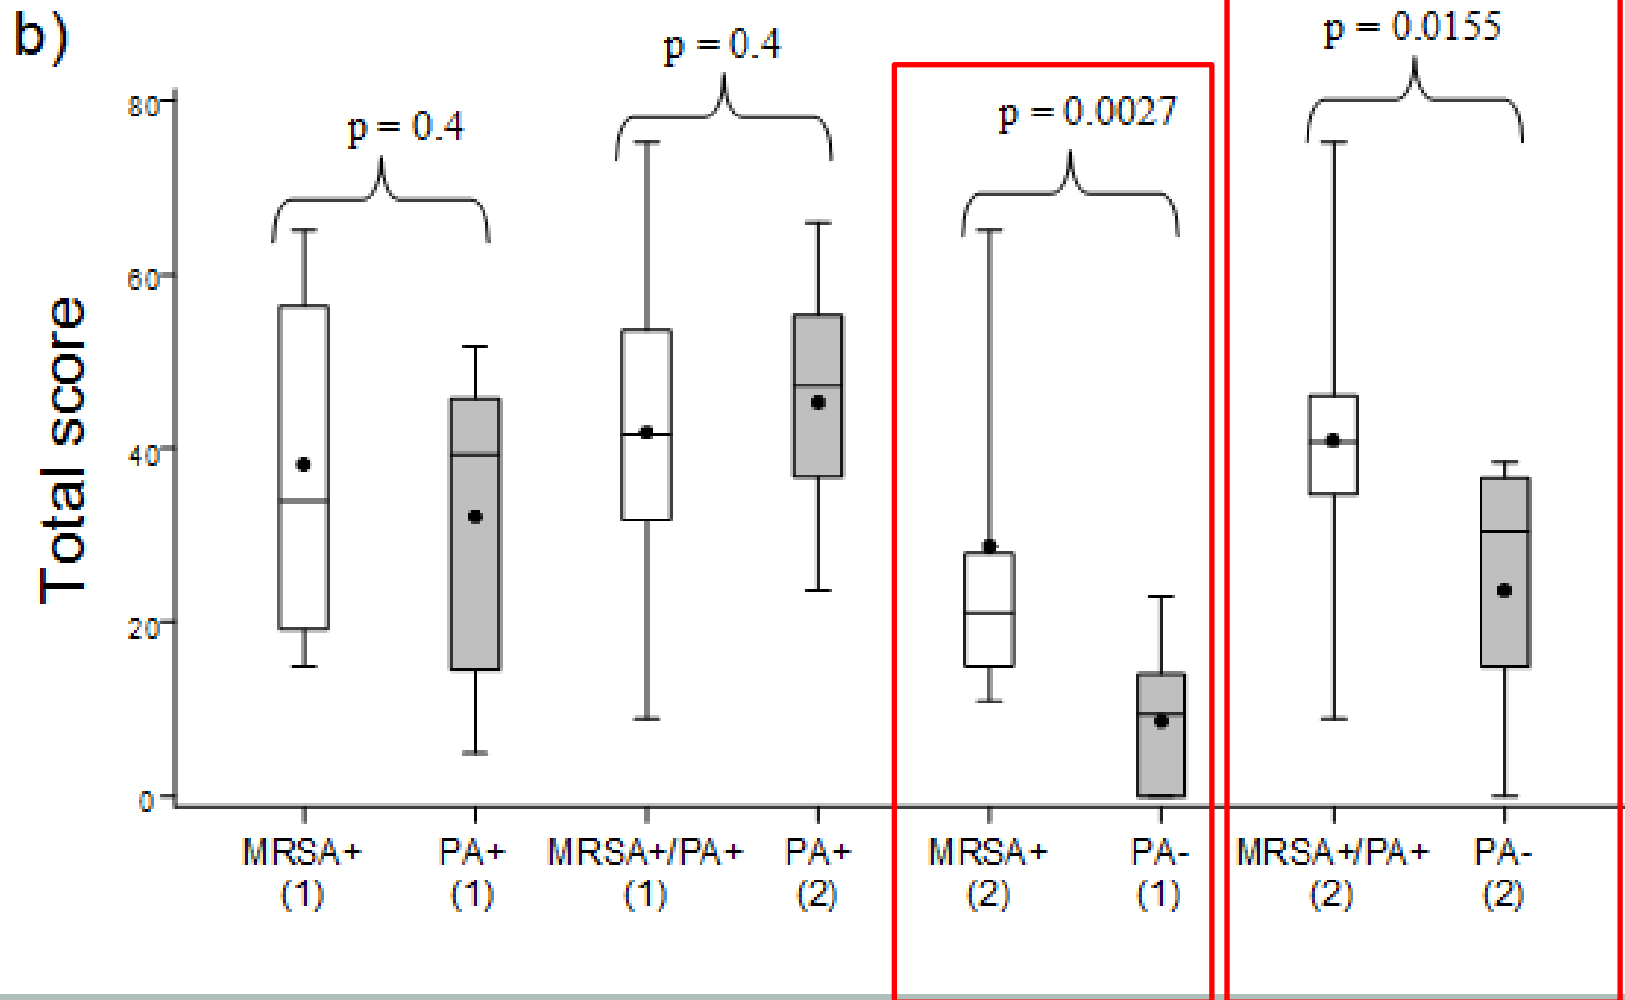 b)
p = 0.4
p = 0.4
p = 0.0027
p = 0.0155
Total score
80
60
40
20
0
MRSA+ PA+ MRSA+/PA+ PA+ MRSA+ PA- MRSA+/PA+ PA-
(1) (1) (1) (2) (2) (1) (2) (2)